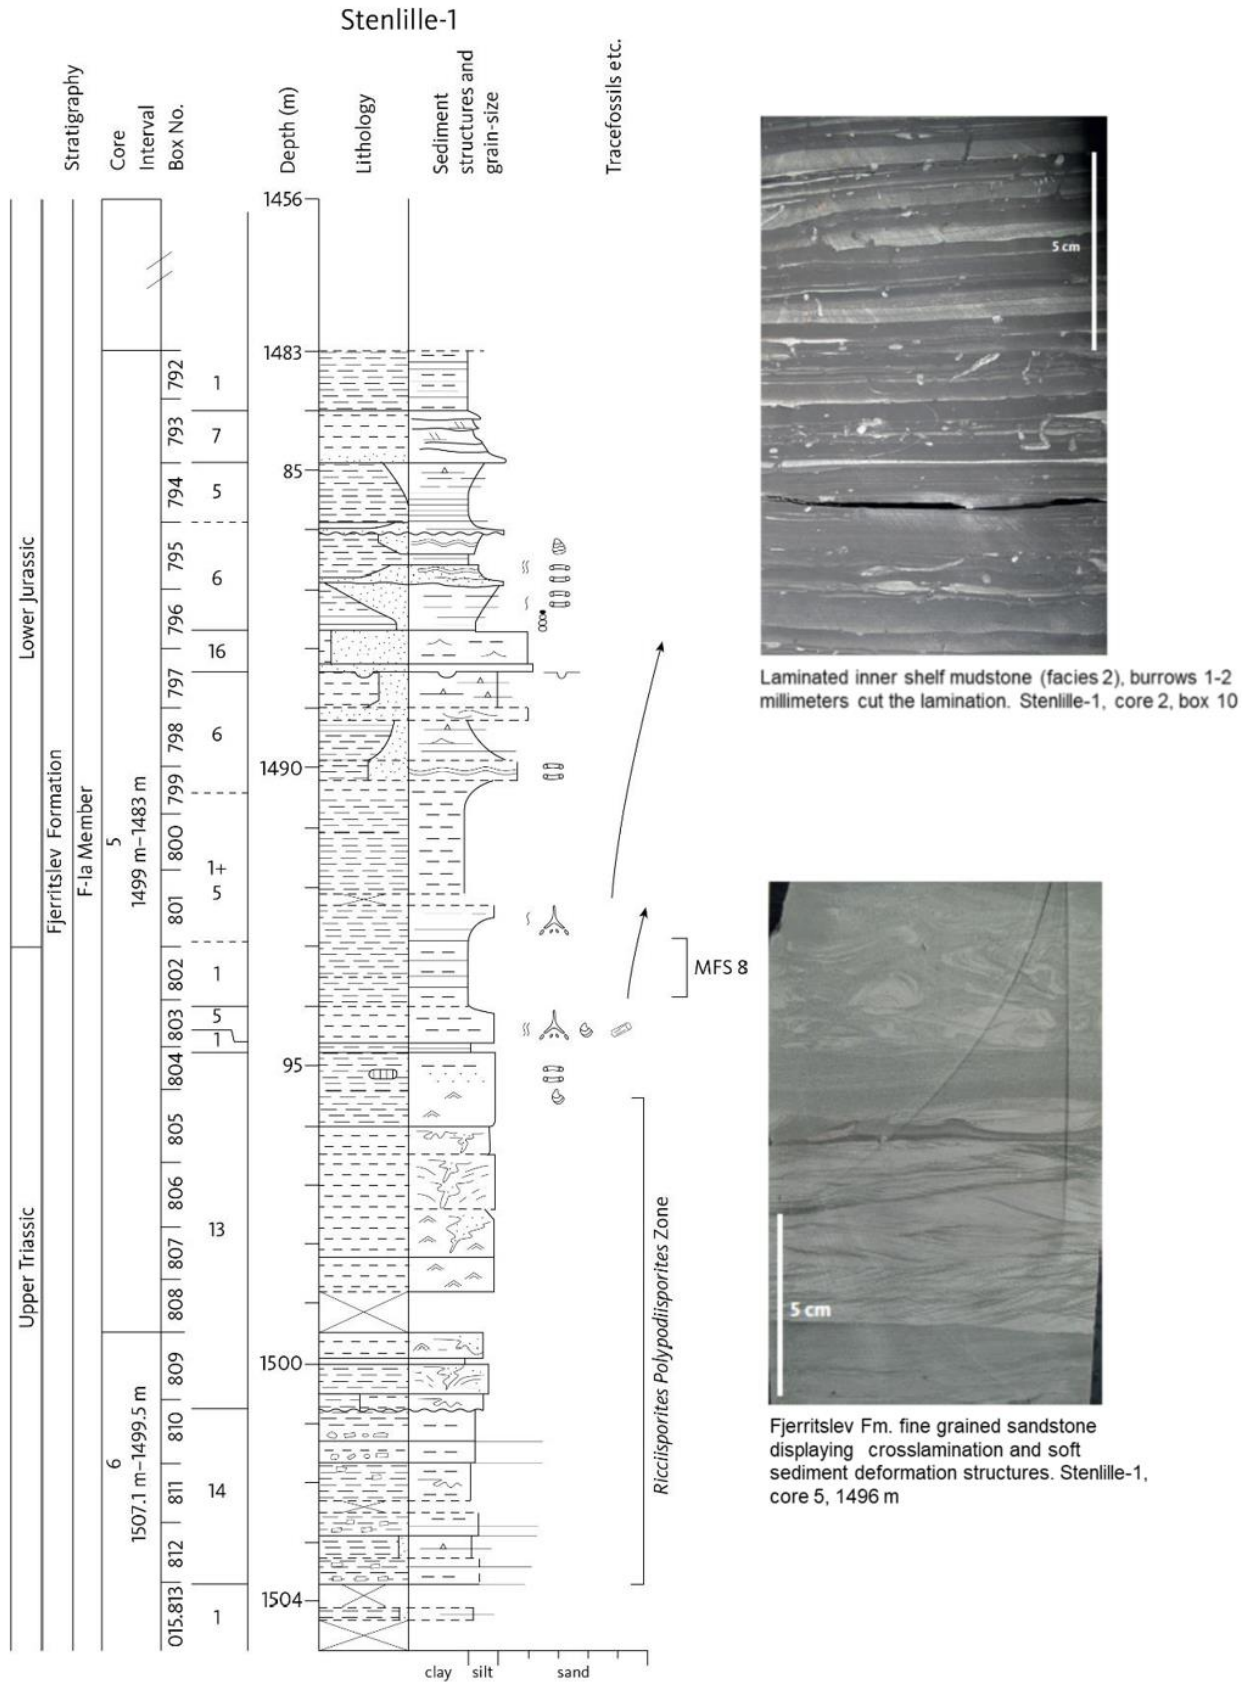 Stenlille-1
Stratigraphy
Core
Interval
Box No.
Depth (m)
Lithology
Sediment
structures and
grain-size
Tracefossils etc.
Lower Jurassic
Upper Triassic
Fjerritslev Formation
F-Ia Member
5
1499 m–1483 m
6
1507.1 m–1499.5 m
792
793
794
795
796
797
798
799
800
801
802
803
804
805
806
807
808
809
810
811
812
015.813
1
7
5
6
16
6
1+
5
1
5
1
13
14
1
1456
1483
85
1490
95
1500
1504
MFS 8
Ricciisporites Polypodiisporites Zone
clay silt sand
5 cm
Laminated inner shelf mudstone (facies 2), burrows 1-2
millimeters cut the lamination. Stenlille-1, core 2, box 10
5 cm
Fjerritslev Fm. fine grained sandstone
displaying crosslamination and soft
sediment deformation structures. Stenlille-1,
core 5, 1496 m